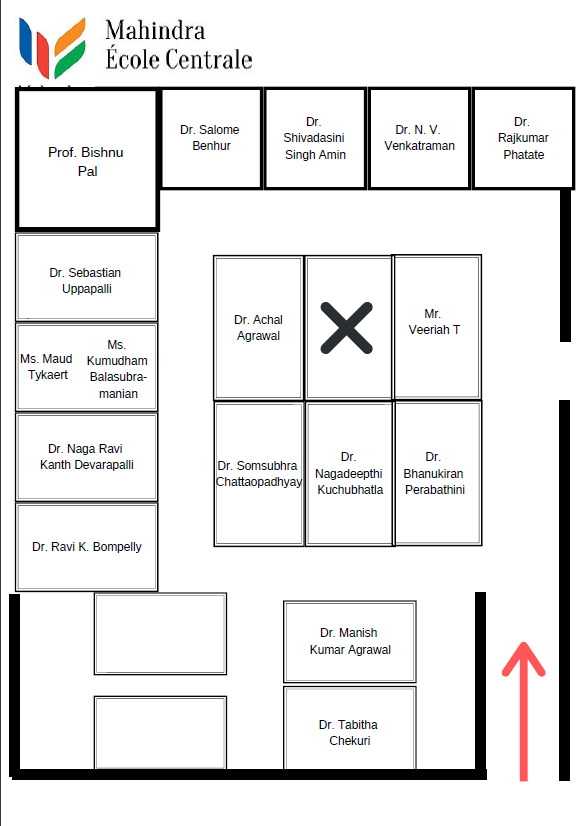 Mahindra
École Centrale
Prof. Bishnu
Pal
Dr. Salome
Benhur
Dr.
Shivadasini
Singh Amin
Dr. N. V.
Venkatraman
Dr.
Rajkumar
Phatate
Dr. Sebastian
Uppapalli
Ms. Maud
Tykaert
Ms.
Kumudham
Balasubra-
manian
Dr. Naga Ravi
Kanth Devarapalli
Dr. Ravi K. Bompelly
Dr. Achal
Agrawal
Mr.
Veeriah T
Dr. Somsubhra
Chattaopadhyay
Dr.
Nagadeepthi
Kuchubhatla
Dr.
Bhanukiran
Perabathini
Dr. Manish
Kumar Agrawal
Dr. Tabitha
Chekuri